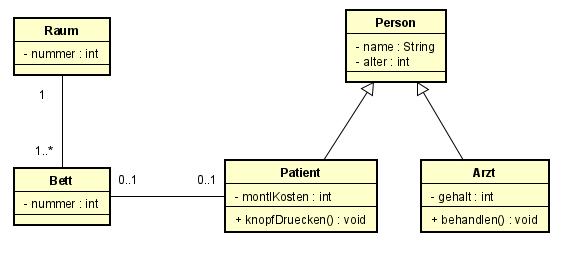 Raum
- nummer : int
1
1..*
Bett
- nummer : int
0..1
0..1
Person
- name : String
- alter : int
Patient
- montlKosten : int
+ knopfDruecken() : void
Arzt
- gehalt : int
+ behandlen() : void